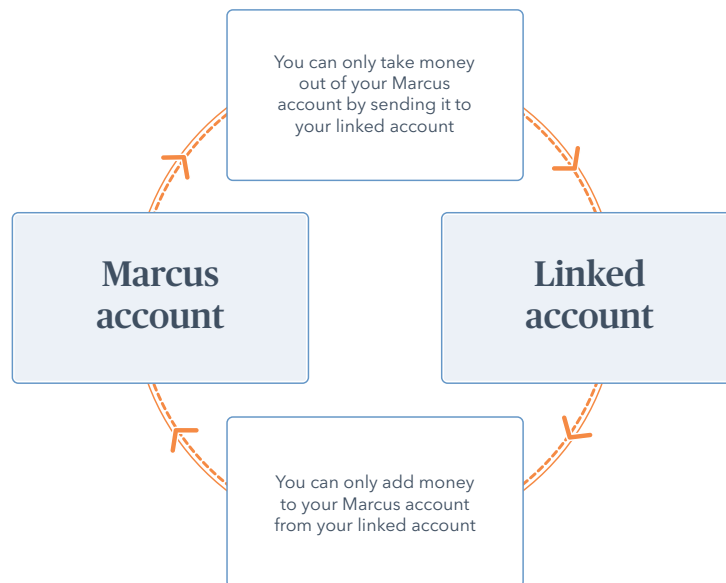 You can only take money
out of your Marcus
account by sending it to
your linked account
Marcus
account
Linked
account
You can only add money
to your Marcus account
from your linked account